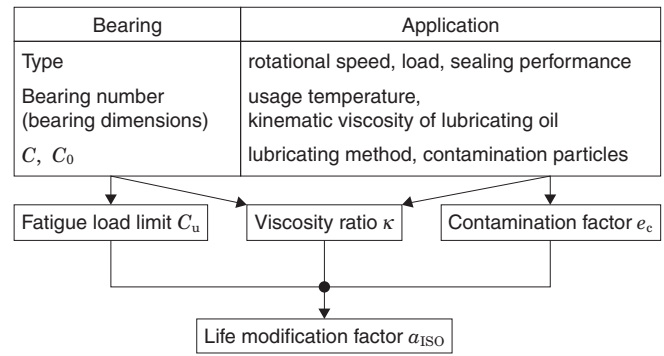 Bearing Application
Type rotational speed, load, sealing performance
Bearing number usage temperature,
(bearing dimensions) kinematic viscosity of lubricating oil
C, C0 lubricating method, contamination particles
Fatigue load limit Cu Viscosity ratio κ Contamination factor ec
Life modification factor aISO